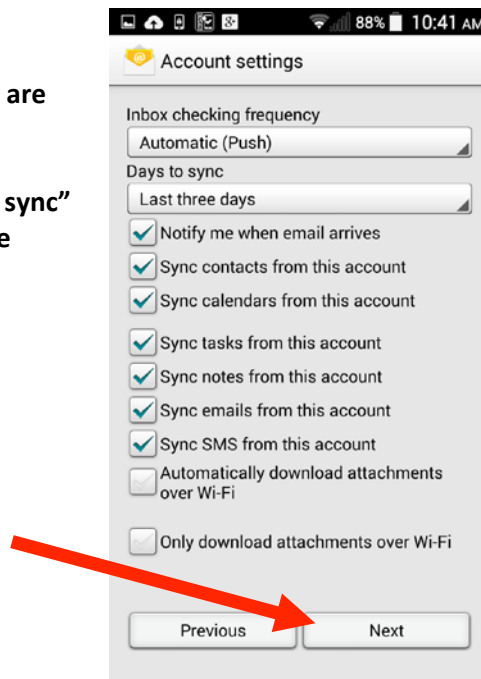 88% 10:41 AM
Account settings
are
Inbox checking frequency
Automatic (Push)
Days to sync
sync”
Last three days
e
Notify me when email arrives
Sync contacts from this account
Sync calendars from this account
Sync tasks from this account
Sync notes from this account
Sync emails from this account
Sync SMS from this account
Automatically download attachments
over Wi-Fi
Only download attachments over Wi-Fi
Previous
Next